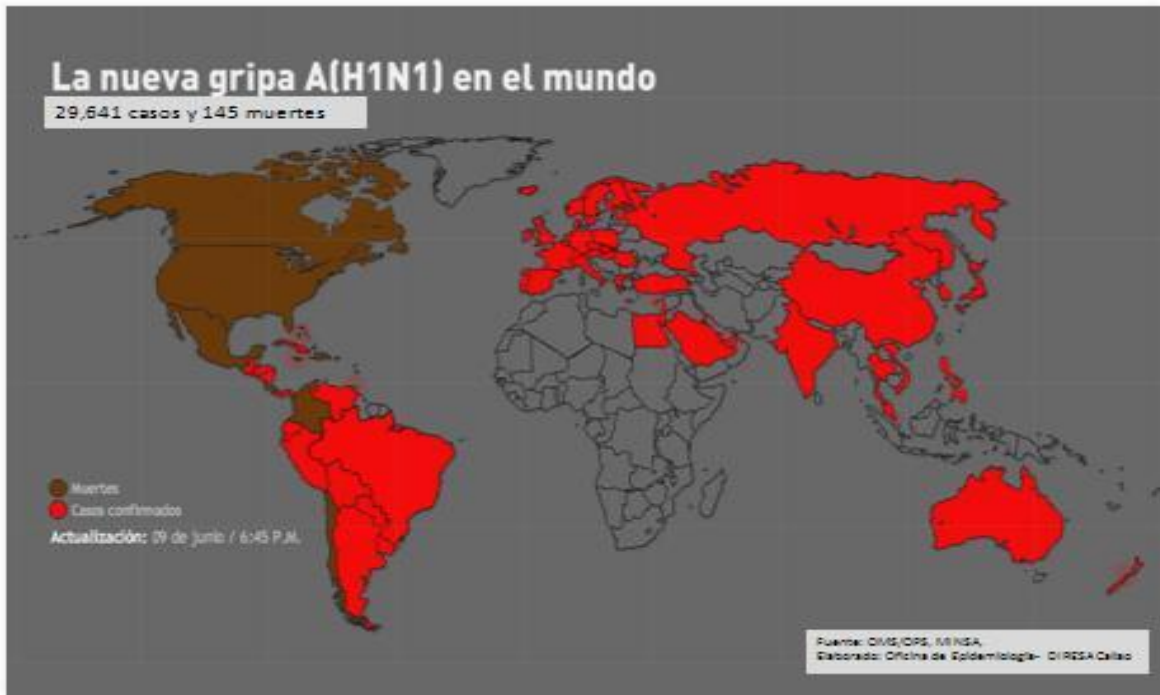 La nueva gripa A(H1N1) en el mundo
29,641 casos y 145 muertes
Muertes
Casos confirmados
Actualización: 09 de junio / 6:45 P.M.
Fuente: OMS/OPS, MINSA,
Elaborado: Oficina de Epidemiología- DIRESA Callao